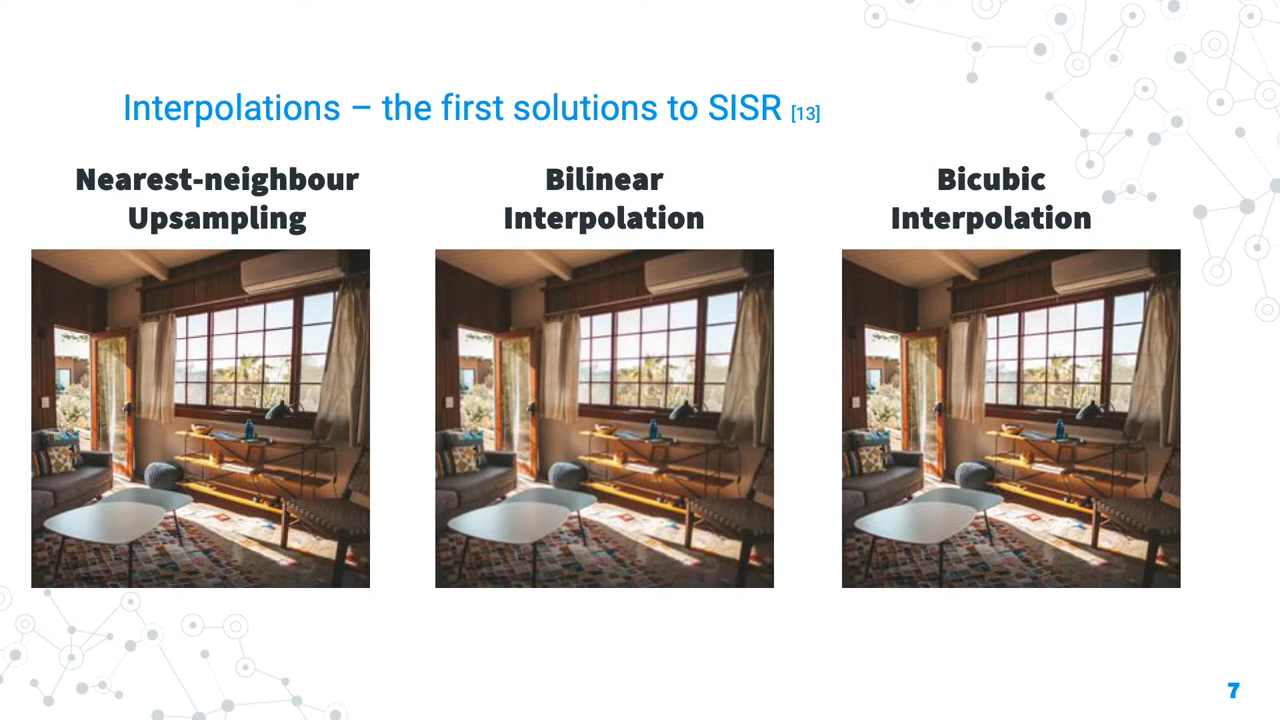 Interpolations – the first solutions to SISR [13]
Nearest-neighbour
Upsampling
Bilinear
Interpolation
Bicubic
Interpolation
7